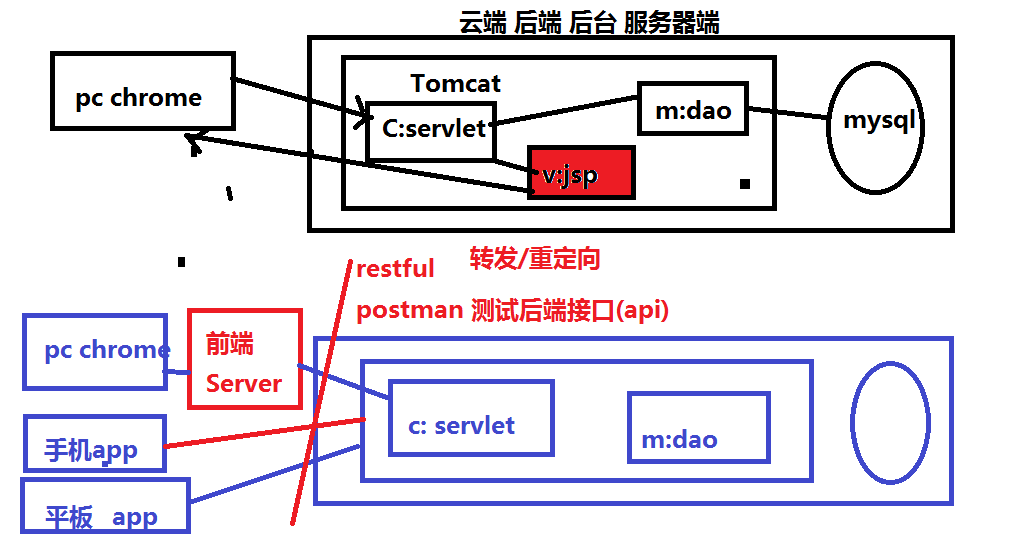 云端 后端 后台 服务器端
pc chrome
Tomcat
C:servlet
m:dao
mysql
v:jsp
restful
转发/重定向
postman 测试后端接口(api)
pc chrome
前端
Server
手机app
平板 app
c: servlet
m:dao